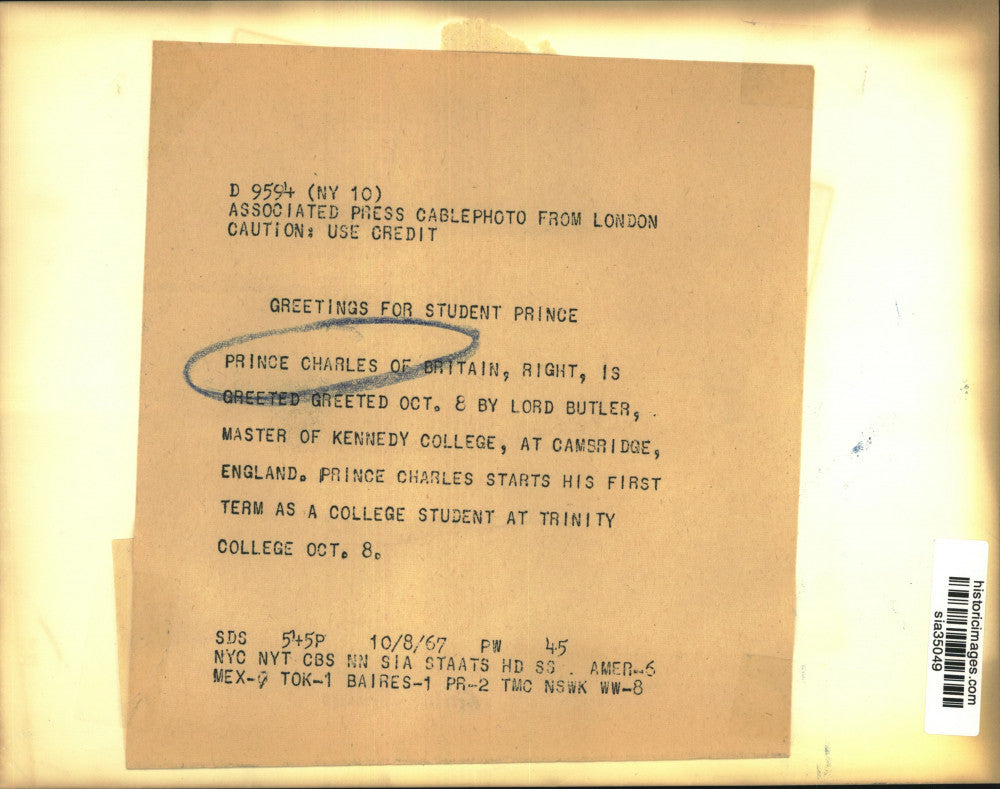 D 9594 (NY 10)
ASSOCIATED PRESS CABLEPHOTO FROM LONDON
CAUTION: USE CREDIT
GREETINGS FOR STUDENT PRINCE
PRINCE CHARLES OF BRITAIN, RIGHT, IS
GREETED GREETED OCT. 8 BY LORD BUTLER,
MASTER OF KENNEDY COLLEGE, AT CAMBRIDGE,
ENGLAND. PRINCE CHARLES STARTS HIS FIRST
TERM AS A COLLEGE STUDENT AT TRINITY
COLLEGE OCT. 8.
SDS 545P 10/8/67 PW 45
NYC NYT CBS NN SIA STAATS HD SS . AMER-6
MEX-9 TOK-1 BAIRES-1 PR-2 TMC NSWK WW-8
historicimages.com
sia35049